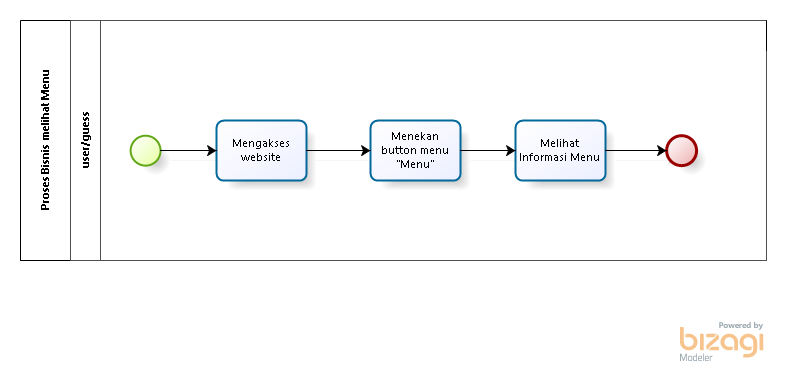 Proses Bisnis melihat Menu
user/guess
Mengakses
website
Menekan
button menu
"Menu"
Melihat
Informasi Menu
Powered by
bizagi
Modeler